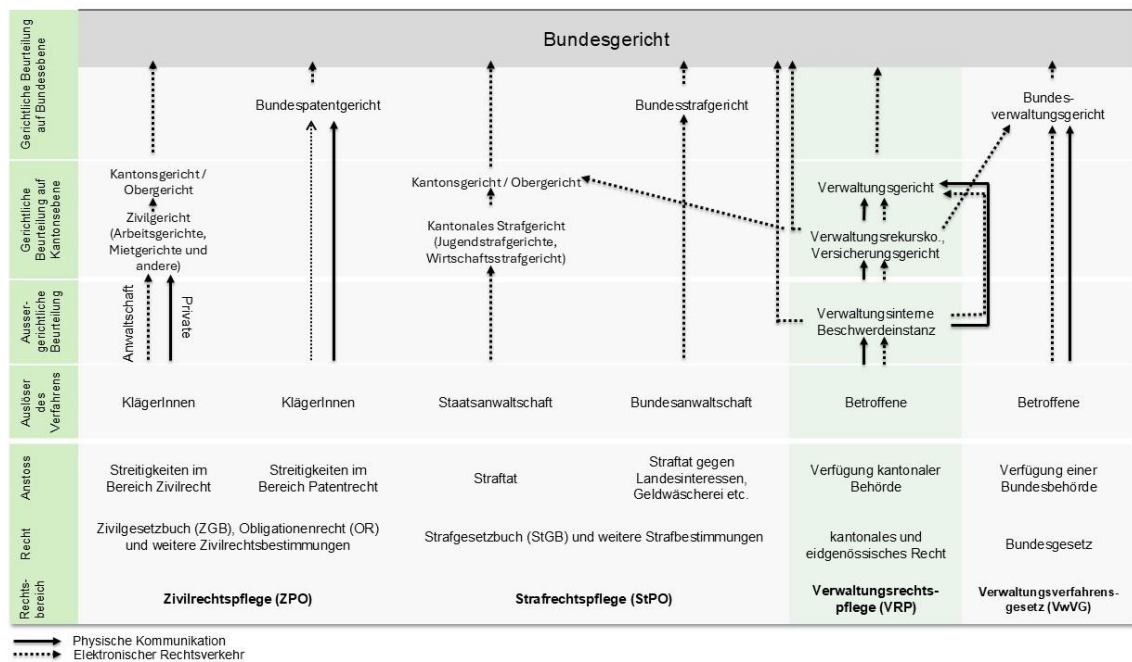 Bundesgericht
Gerichtliche Beurteilung
auf Bundesebene
Bundespatentgericht
Bundesstrafgericht
Bundes-
verwaltungsgericht
Gerichtliche
Beurteilung auf
Kantonsebene
Kantonsgericht /
Obergericht
Zivilgericht
(Arbeitsgerichte,
Mietgerichte und
andere)
Kantonsgericht / Obergericht
Kantonales Strafgericht
(Jugendstrafgerichte,
Wirtschaftsstrafgericht)
Verwaltungsgericht
Verwaltungsrekursko.,
Versicherungsgericht
Ausser-
gerichtliche
Beurteilung
Anwaltschaft
Private
Verwaltungsinterne
Beschwerdeinstanz
Auslöser
des
Verfahrens
KlägerInnen
KlägerInnen
Staatsanwaltschaft
Bundesanwaltschaft
Betroffene
Betroffene
Anstoss
Streitigkeiten im
Bereich Zivilrecht
Streitigkeiten im
Bereich Patentrecht
Straftat
Straftat gegen
Landesinteressen,
Geldwäscherei etc.
Verfügung kantonaler
Behörde
Verfügung einer
Bundesbehörde
Recht
Zivilgesetzbuch (ZGB), Obligationenrecht (OR)
und weitere Zivilrechtsbestimmungen
Strafgesetzbuch (StGB) und weitere Strafbestimmungen
kantonales und
eidgenössisches Recht
Bundesgesetz
Rechts-
bereich
Zivilrechtspflege (ZPO)
Strafrechtspflege (StPO)
Verwaltungsrechts-
pflege (VRP)
Verwaltungsverfahrens-
gesetz (VwVG)
Physische Kommunikation
Elektronischer Rechtsverkehr